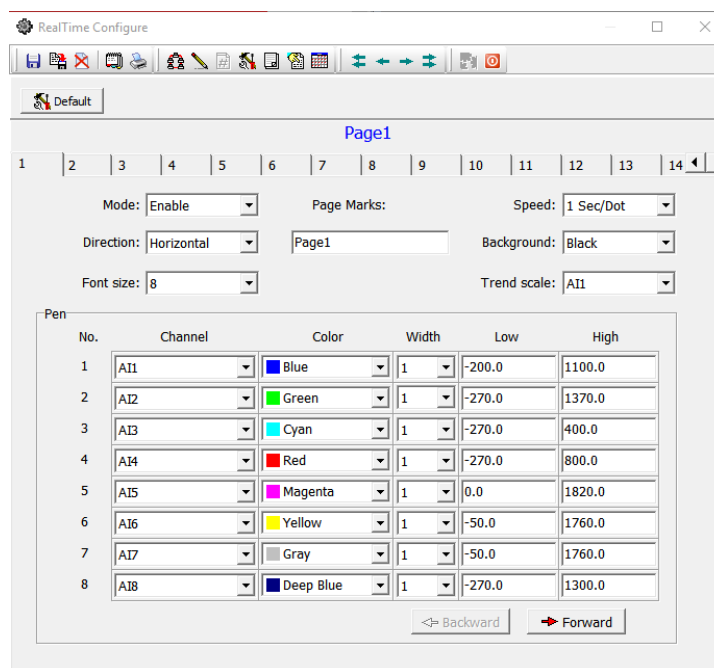 RealTime Configure
Default
Page1
1 2 3 4 5 6 7 8 9 10 11 12 13 14
Mode: Enable Page Marks: Speed: 1 Sec/Dot
Direction: Horizontal Page1 Background: Black
Font size: 8 Trend scale: AI1
Pen
No. Channel Color Width Low High
1 AI1 Blue 1 -200.0 1100.0
2 AI2 Green 1 -270.0 1370.0
3 AI3 Cyan 1 -270.0 400.0
4 AI4 Red 1 -270.0 800.0
5 AI5 Magenta 1 0.0 1820.0
6 AI6 Yellow 1 -50.0 1760.0
7 AI7 Gray 1 -50.0 1760.0
8 AI8 Deep Blue 1 -270.0 1300.0
Backward Forward